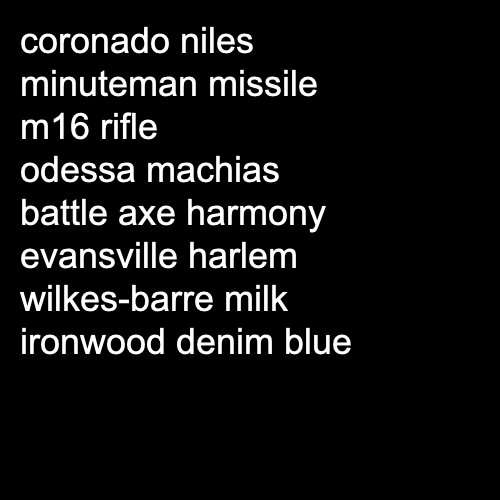 coronado niles
minuteman missile
m16 rifle
odessa machias
battle axe harmony
evansville harlem
wilkes-barre milk
ironwood denim blue